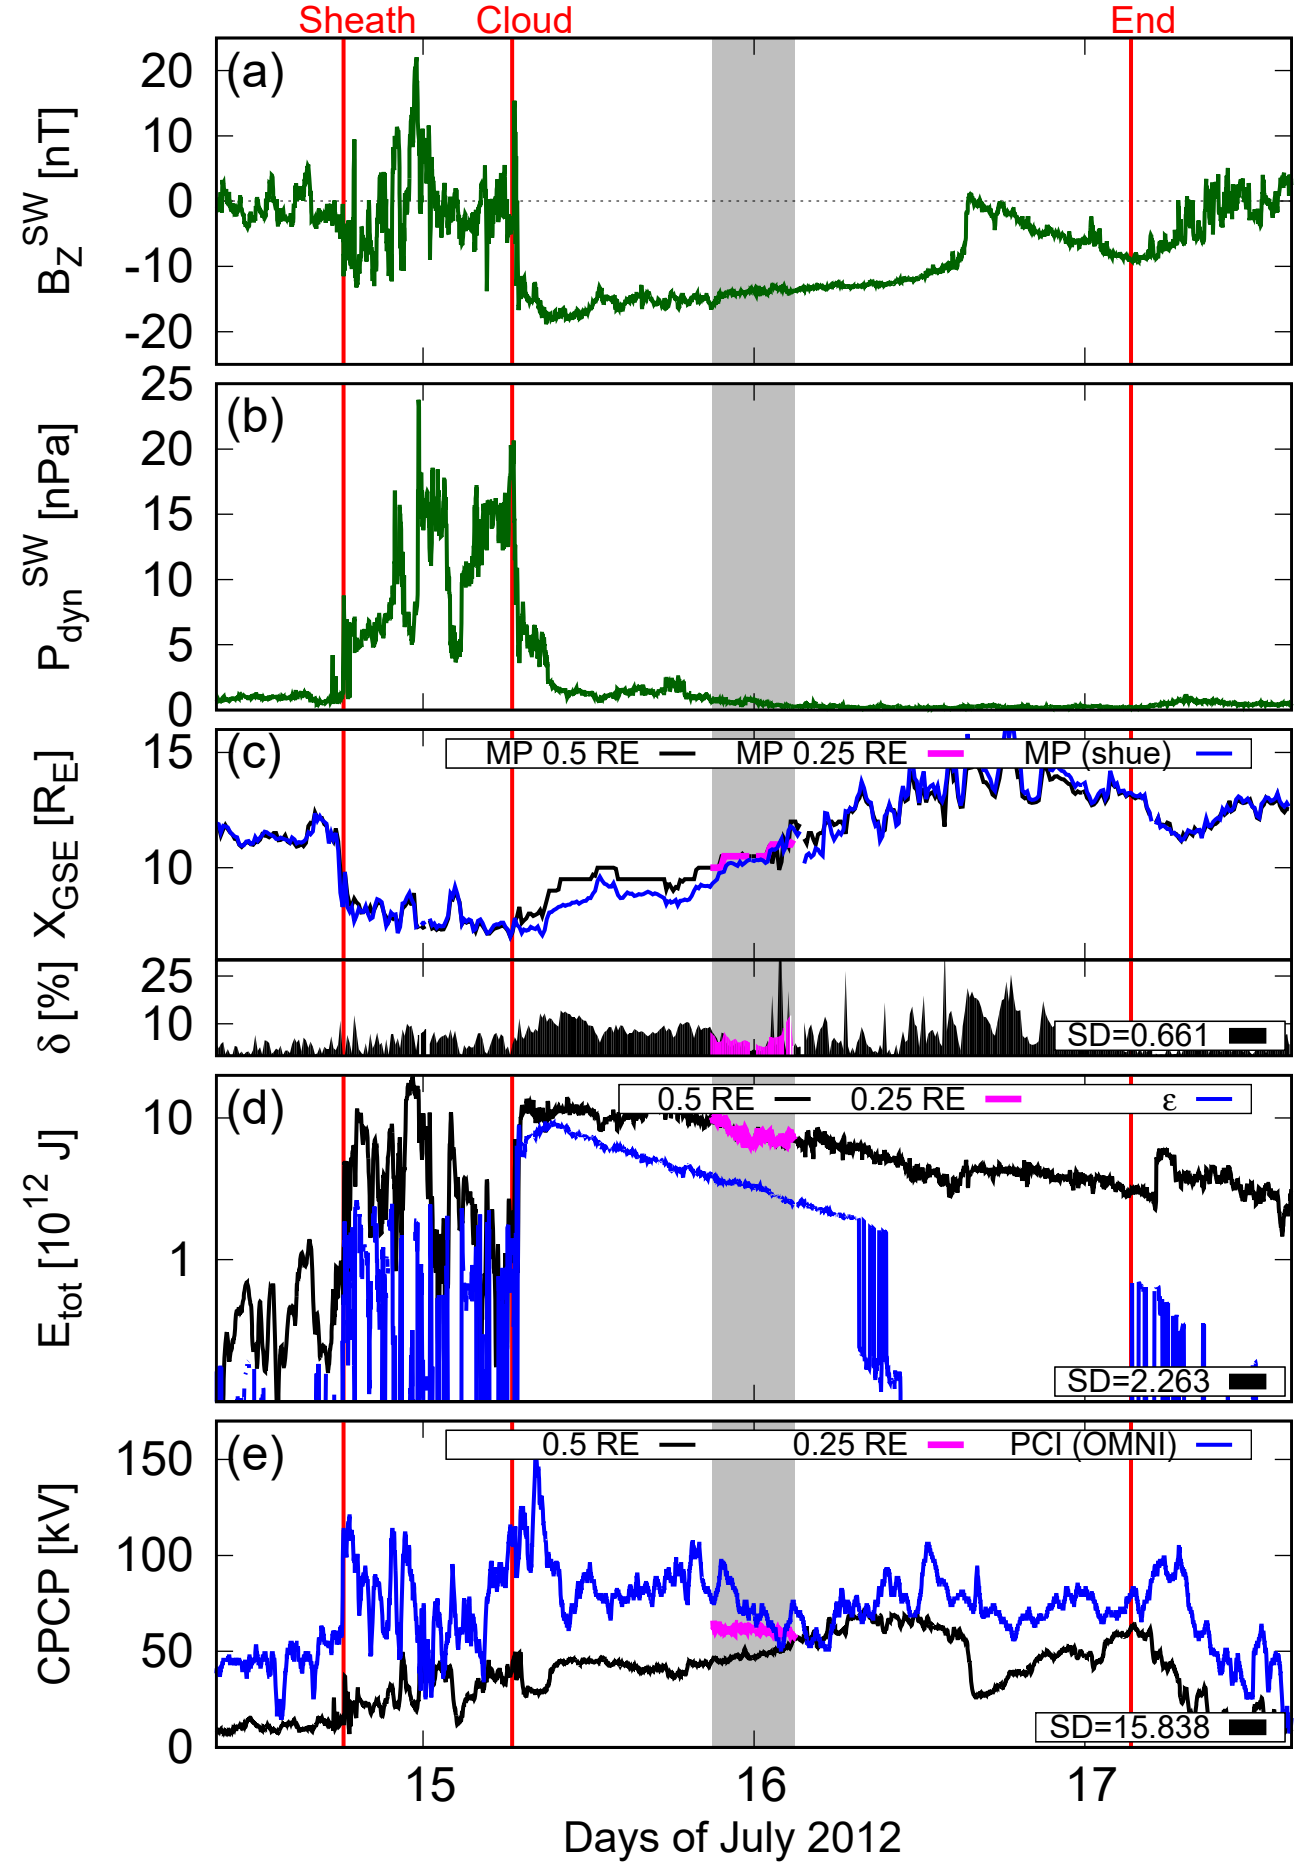 Sheath Cloud End
(a)
B_Z^SW [nT]
20
10
0
-10
-20
(b)
P_dyn^SW [nPa]
25
20
15
10
5
0
(c)
X_GSE [R_E]
MP 0.5 RE MP 0.25 RE MP (shue)
15
10
δ [%]
25
10
SD=0.661
(d)
E_tot [10^12 J]
0.5 RE 0.25 RE ε
10
1
SD=2.263
(e)
CPCP [kV]
0.5 RE 0.25 RE PCI (OMNI)
150
100
50
0
SD=15.838
15 16 17
Days of July 2012